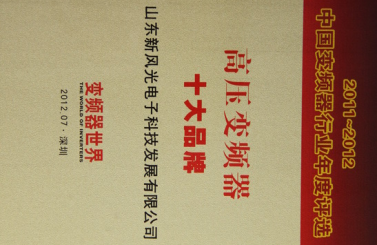 2011~2012
中国变频器行业年度评选
高压变频器
十大品牌
山东新风光电子科技发展有限公司
变频器世界
THE WORLD OF INVERTERS
2012.07·深圳